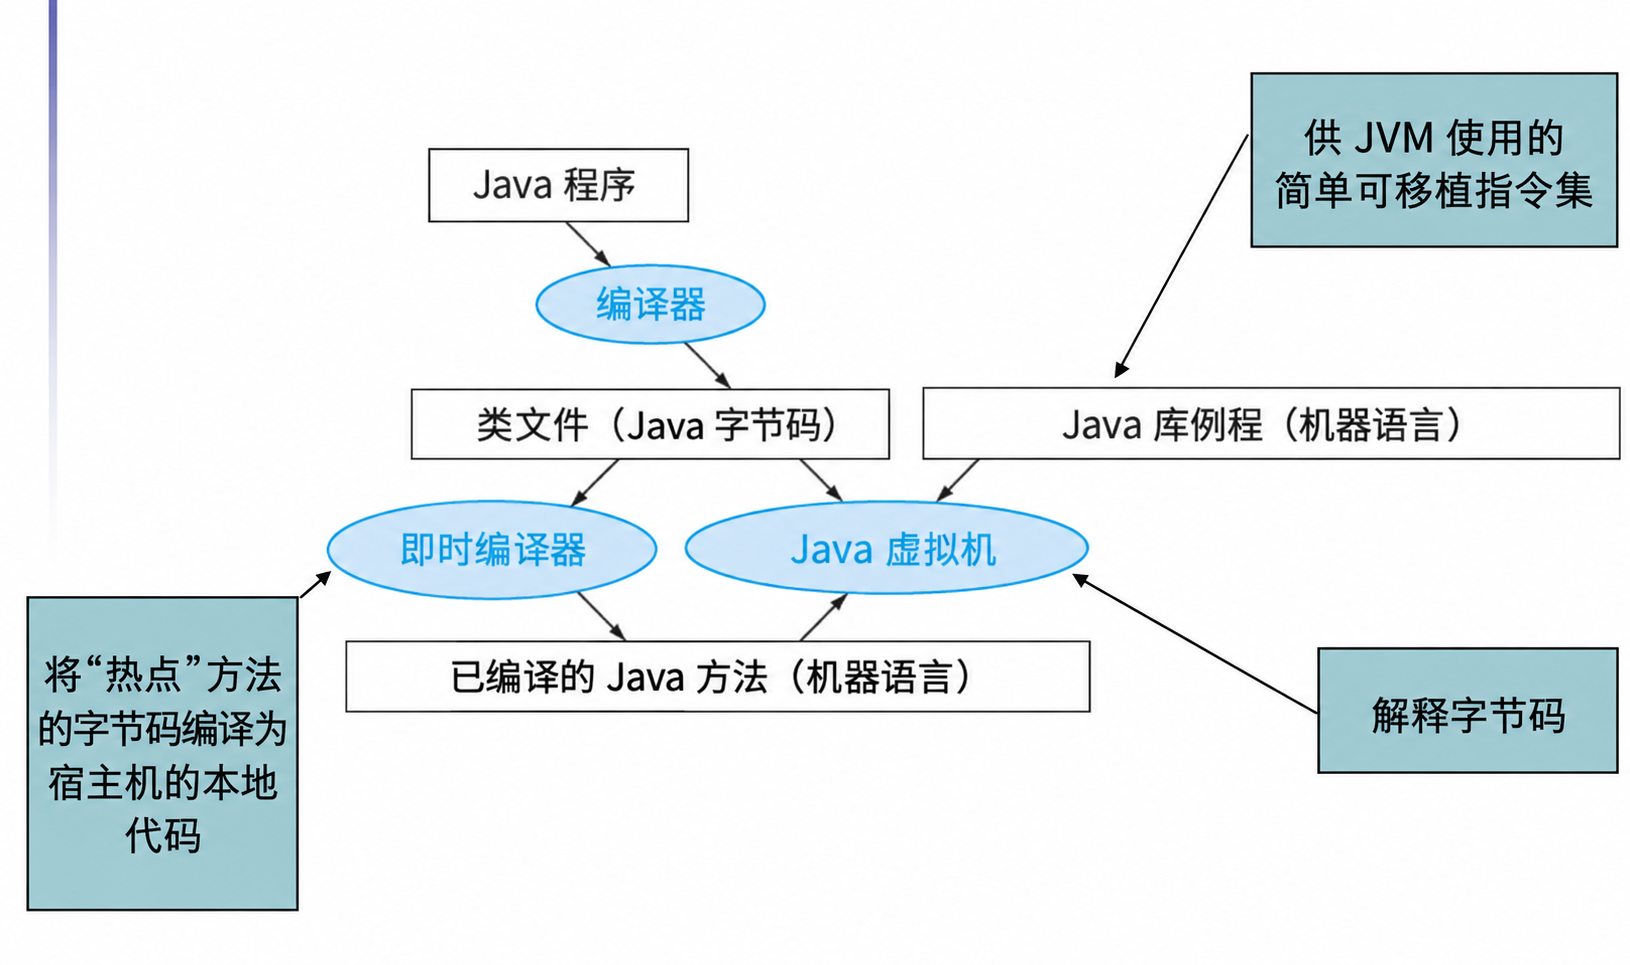 供 JVM 使用的
简单可移植指令集
Java 程序
编译器
类文件（Java 字节码）
Java 库例程（机器语言）
即时编译器
Java 虚拟机
将“热点”方法
的字节码编译为
宿主机的本地
代码
已编译的 Java 方法（机器语言）
解释字节码